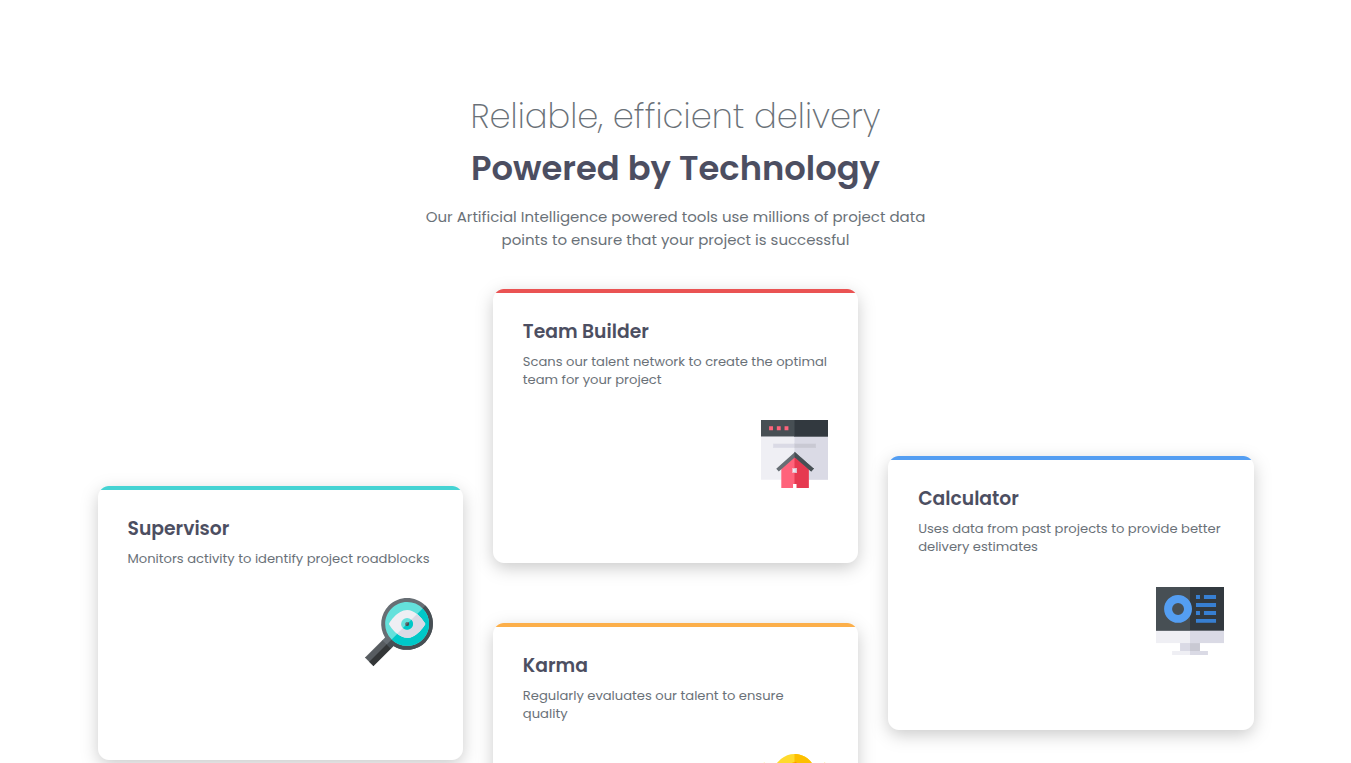 Reliable, efficient delivery
Powered by Technology
Our Artificial Intelligence powered tools use millions of project data
points to ensure that your project is successful
Team Builder
Scans our talent network to create the optimal
team for your project
Supervisor
Monitors activity to identify project roadblocks
Calculator
Uses data from past projects to provide better
delivery estimates
Karma
Regularly evaluates our talent to ensure
quality